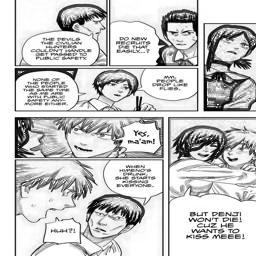 THE DEVILS
THE CIVILIAN
HUNTERS
COULDN'T HANDLE
GET PASSED TO
PUBLIC SAFETY.
DO NEW
RECRUITS
DIE THAT
EASILY...?
NONE OF
THE PEOPLE
WHO STARTED
THE SAME TIME
AS ME ARE
WITH PUBLIC
SAFETY ANY-
MORE EITHER.
MM,
PEOPLE
DROP LIKE
FLIES.
Yes,
ma'am!
WHEN
HIMENO'S
DRUNK,
SHE STARTS
KISSING
EVERYONE.
HUH?!
BUT DENJI
WON'T DIE!
CUZ HE
WANTS TO
KISS MEEE!